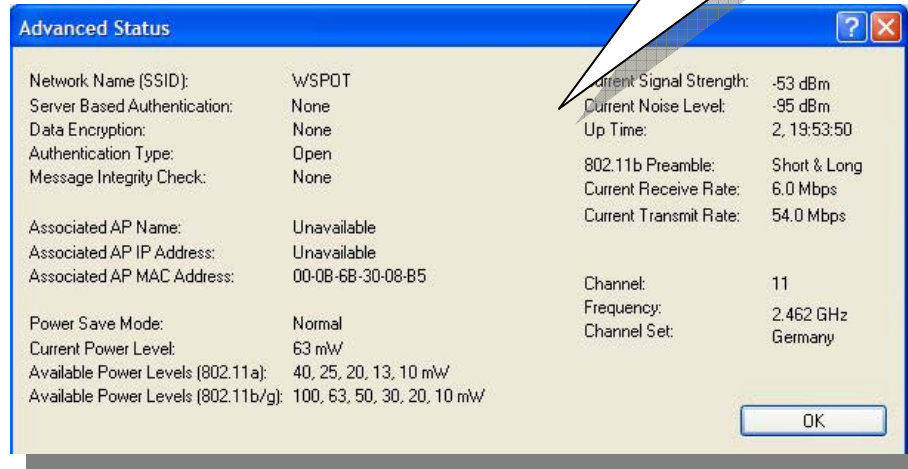 Advanced Status
Network Name (SSID): WSPOT
Server Based Authentication: None
Data Encryption: None
Authentication Type: Open
Message Integrity Check: None
Associated AP Name: Unavailable
Associated AP IP Address: Unavailable
Associated AP MAC Address: 00-0B-6B-30-08-B5
Power Save Mode: Normal
Current Power Level: 63 mW
Available Power Levels (802.11a): 40, 25, 20, 13, 10 mW
Available Power Levels (802.11b/g): 100, 63, 50, 30, 20, 10 mW
Current Signal Strength: -53 dBm
Current Noise Level: -95 dBm
Up Time: 2, 19:53:50
802.11b Preamble: Short & Long
Current Receive Rate: 6.0 Mbps
Current Transmit Rate: 54.0 Mbps
Channel: 11
Frequency: 2.462 GHz
Channel Set: Germany
OK